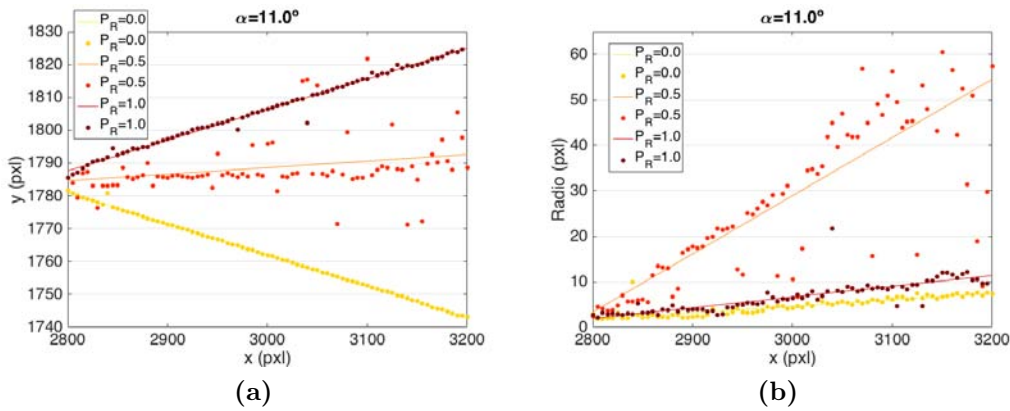 α=11.0º
P_R=0.0
P_R=0.0
P_R=0.5
P_R=0.5
P_R=1.0
P_R=1.0
1830
1820
1810
1800
1790
1780
1770
1760
1750
1740
y (pxl)
2800 2900 3000 3100 3200
x (pxl)
(a)
α=11.0º
P_R=0.0
P_R=0.0
P_R=0.5
P_R=0.5
P_R=1.0
P_R=1.0
60
50
40
30
20
10
0
Radio (pxl)
2800 2900 3000 3100 3200
x (pxl)
(b)